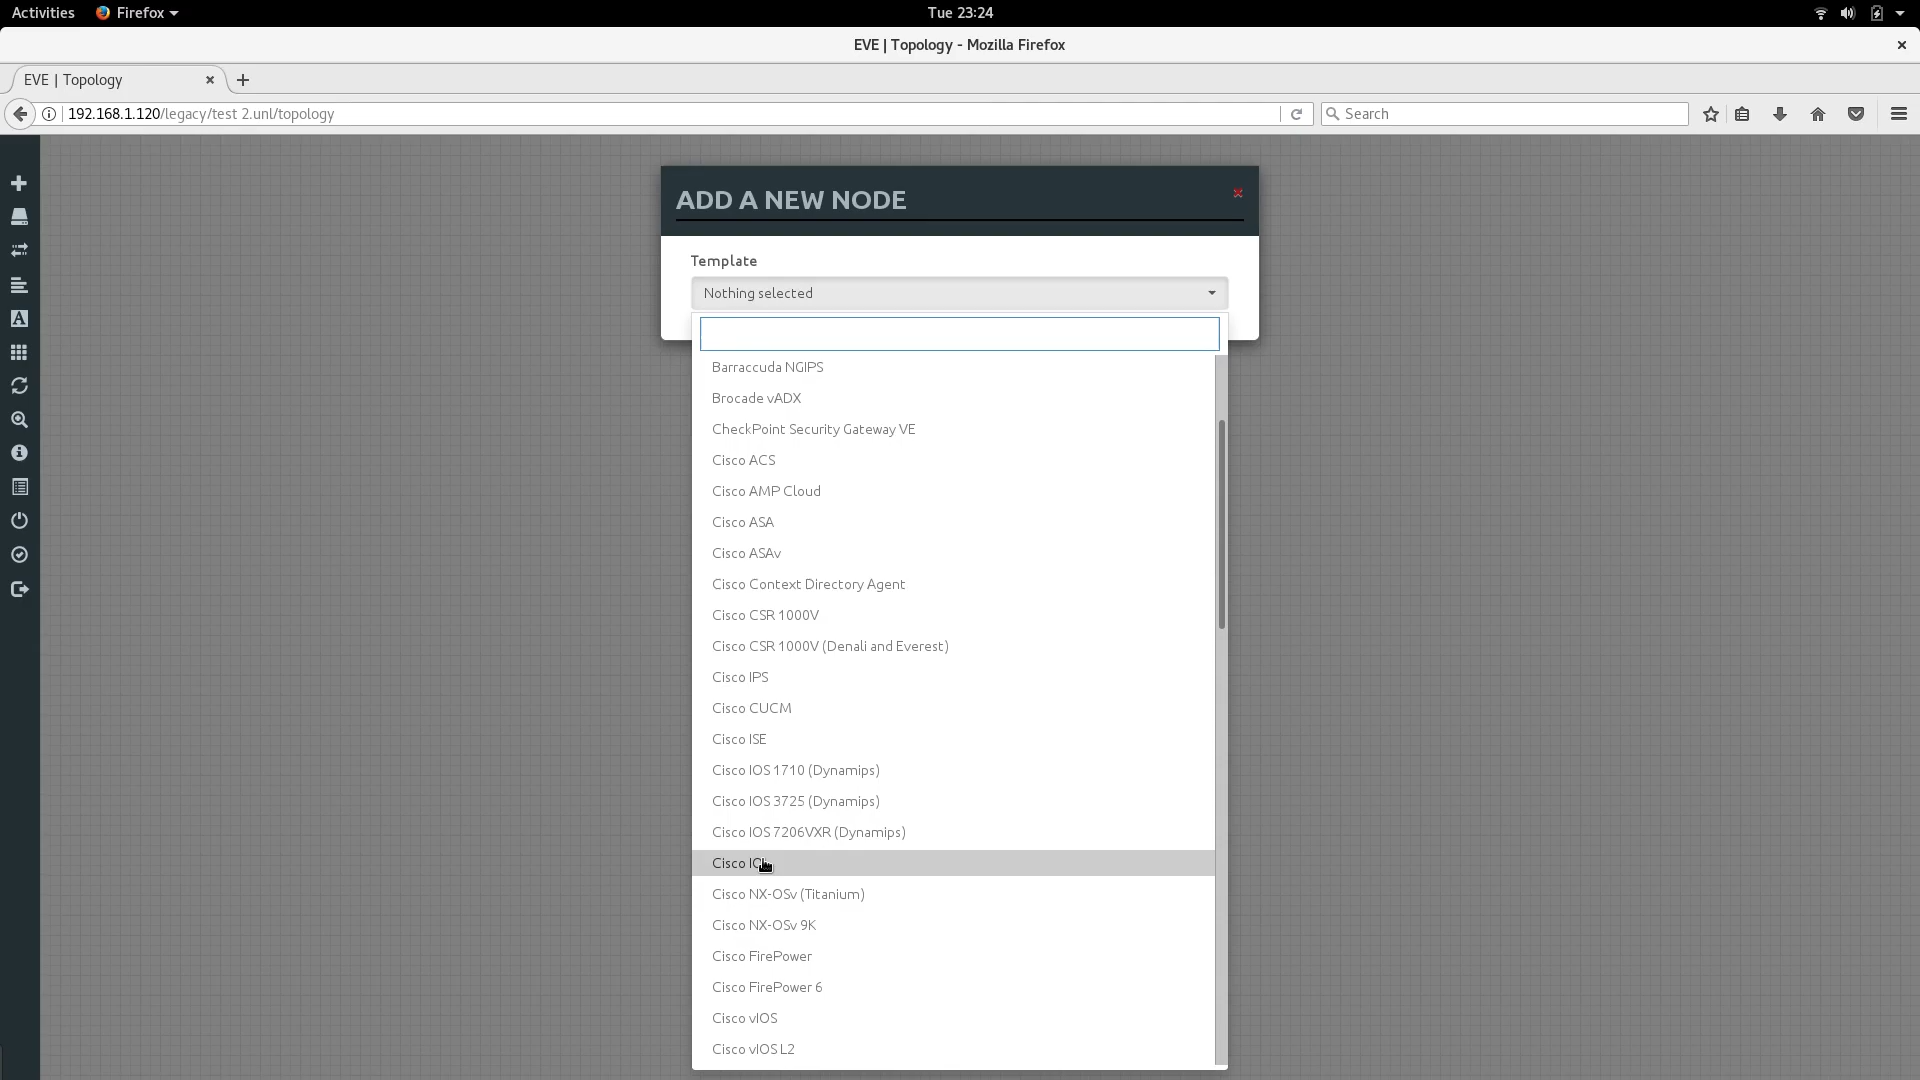 Activities Firefox Tue 23:24
EVE | Topology - Mozilla Firefox
EVE | Topology
192.168.1.120/legacy/test 2.unl/topology Search
ADD A NEW NODE
Template
Nothing selected
Barraccuda NGIPS
Brocade vADX
CheckPoint Security Gateway VE
Cisco ACS
Cisco AMP Cloud
Cisco ASA
Cisco ASAv
Cisco Context Directory Agent
Cisco CSR 1000V
Cisco CSR 1000V (Denali and Everest)
Cisco IPS
Cisco CUCM
Cisco ISE
Cisco IOS 1710 (Dynamips)
Cisco IOS 3725 (Dynamips)
Cisco IOS 7206VXR (Dynamips)
Cisco
Cisco NX-OSv (Titanium)
Cisco NX-OSv 9K
Cisco FirePower
Cisco FirePower 6
Cisco vIOS
Cisco vIOS L2